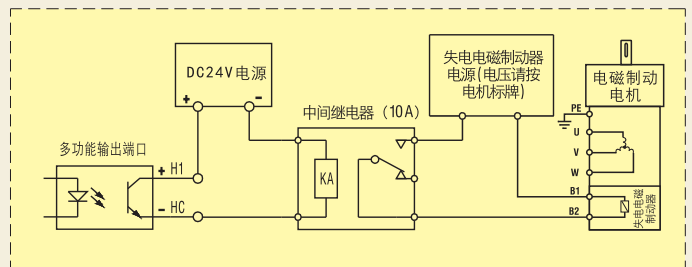 DC24V电源
+
-
失电电磁制动器
电源(电压请按
电机标牌)
电磁制动
电机
中间继电器（10A）
PE
U
V
W
多功能输出端口
+ H1
KA
- HC
B1
B2
失电电磁
制动器